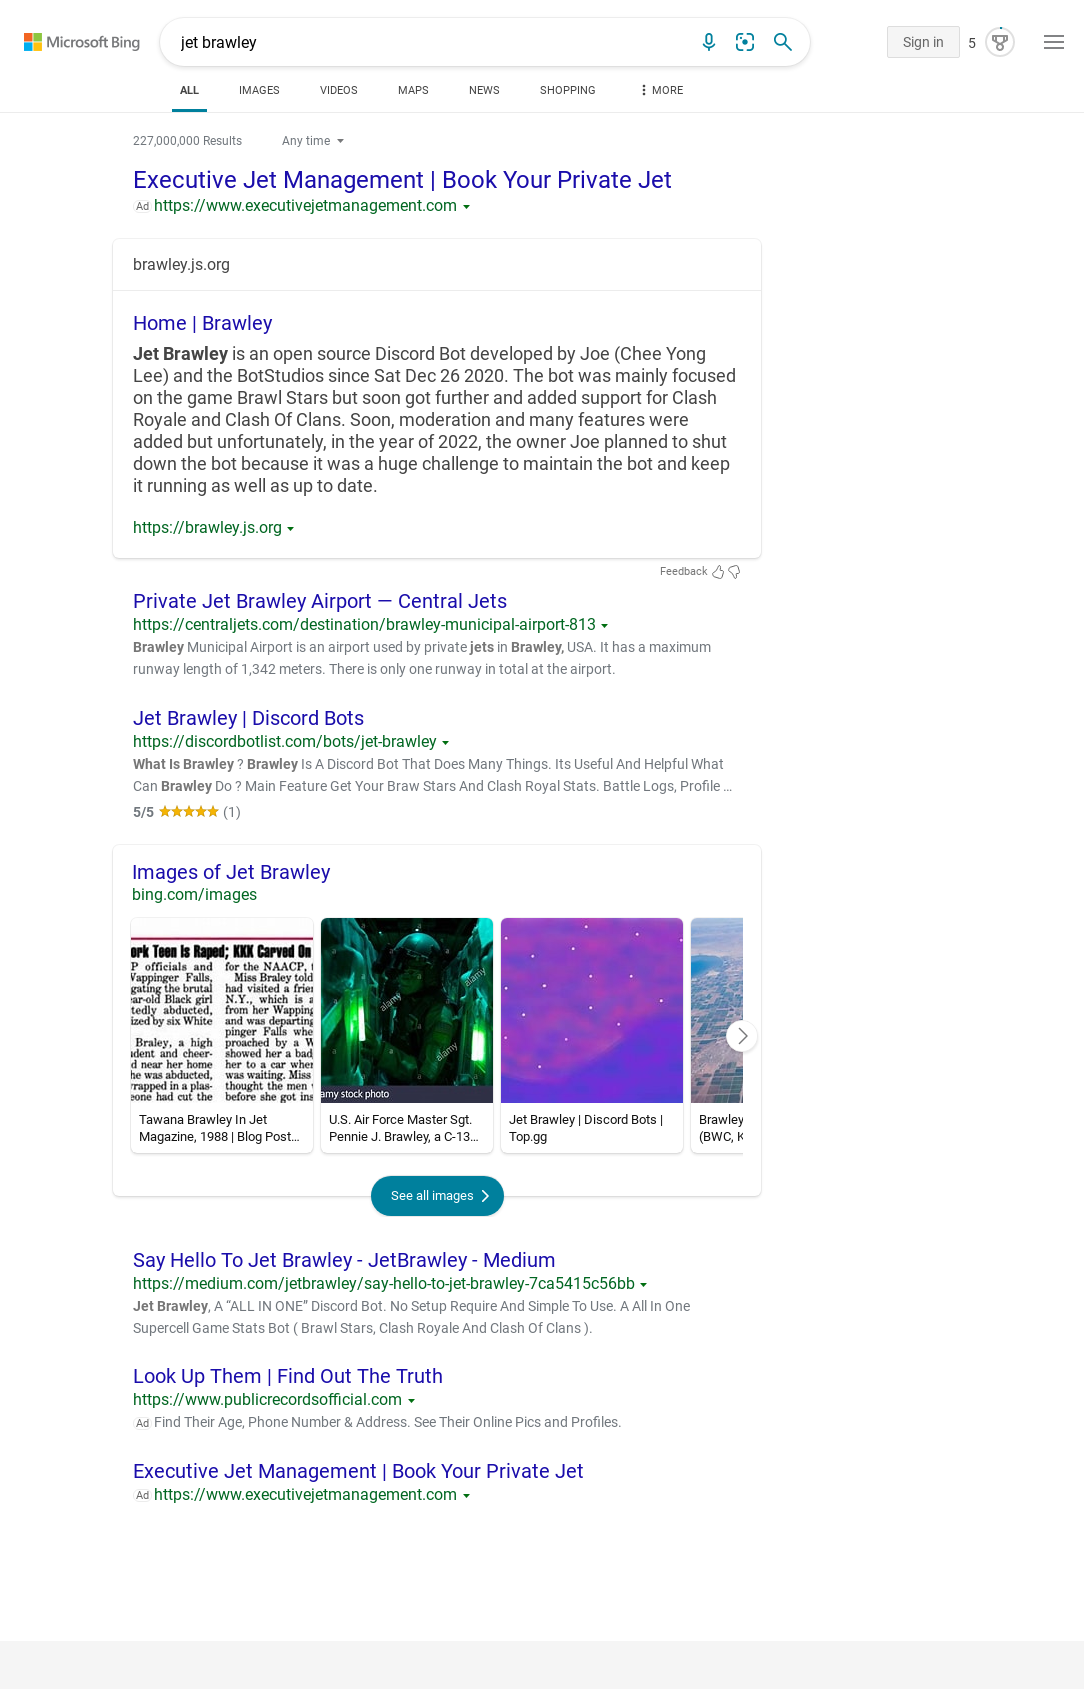 Microsoft Bing
jet brawley
Sign in
5
ALL
IMAGES
VIDEOS
MAPS
NEWS
SHOPPING
MORE
227,000,000 Results
Any time
Executive Jet Management | Book Your Private Jet
Ad https://www.executivejetmanagement.com
brawley.js.org
Home | Brawley
Jet Brawley is an open source Discord Bot developed by Joe (Chee Yong
Lee) and the BotStudios since Sat Dec 26 2020. The bot was mainly focused
on the game Brawl Stars but soon got further and added support for Clash
Royale and Clash Of Clans. Soon, moderation and many features were
added but unfortunately, in the year of 2022, the owner Joe planned to shut
down the bot because it was a huge challenge to maintain the bot and keep
it running as well as up to date.
https://brawley.js.org
Feedback
Private Jet Brawley Airport — Central Jets
https://centraljets.com/destination/brawley-municipal-airport-813
Brawley Municipal Airport is an airport used by private jets in Brawley, USA. It has a maximum
runway length of 1,342 meters. There is only one runway in total at the airport.
Jet Brawley | Discord Bots
https://discordbotlist.com/bots/jet-brawley
What Is Brawley ? Brawley Is A Discord Bot That Does Many Things. Its Useful And Helpful What
Can Brawley Do ? Main Feature Get Your Braw Stars And Clash Royal Stats. Battle Logs, Profile …
5/5 (1)
Images of Jet Brawley
bing.com/images
ork Teen Is Raped; KKK Carved On
P officials and
Wappinger Falls,
gating the brutal
ear-old Black girl
tedly abducted,
ized by six White
Braley, a high
dent and cheer-
d near her home
he was abducted,
wrapped in a plas-
eone had cut the
for the NAACP, t
Miss Braley told
had visited a frie
N.Y., which is a
from her Wapping
and was departing
pinger Falls whe
proached by a W
showed her a bad
her to a car when
was waiting. Miss
thought the men w
before she got ins
alamy
alamy
alamy
amy stock photo
Tawana Brawley In Jet
Magazine, 1988 | Blog Post…
U.S. Air Force Master Sgt.
Pennie J. Brawley, a C-13…
Jet Brawley | Discord Bots |
Top.gg
Brawley
(BWC, K
See all images
Say Hello To Jet Brawley - JetBrawley - Medium
https://medium.com/jetbrawley/say-hello-to-jet-brawley-7ca5415c56bb
Jet Brawley, A “ALL IN ONE” Discord Bot. No Setup Require And Simple To Use. A All In One
Supercell Game Stats Bot ( Brawl Stars, Clash Royale And Clash Of Clans ).
Look Up Them | Find Out The Truth
https://www.publicrecordsofficial.com
Ad Find Their Age, Phone Number & Address. See Their Online Pics and Profiles.
Executive Jet Management | Book Your Private Jet
Ad https://www.executivejetmanagement.com